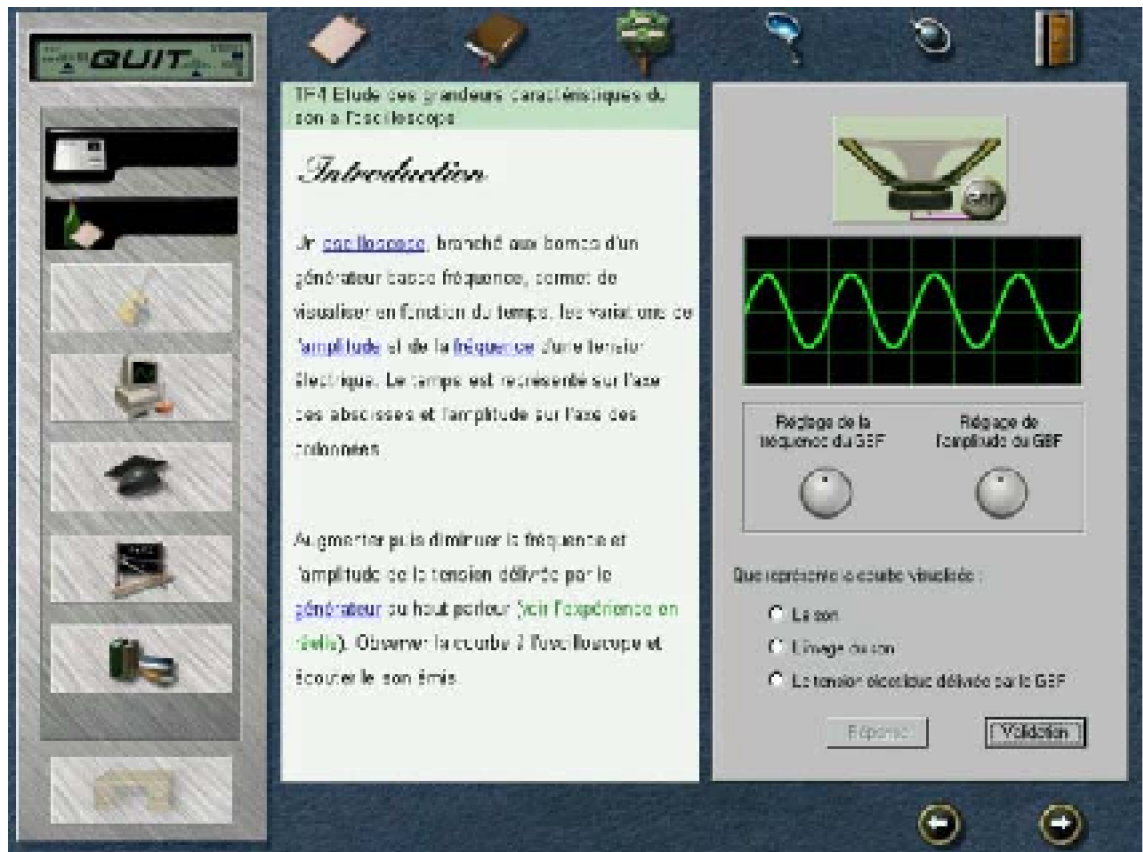 QUIT
TP4 Etude des grandeurs caractéristiques du
son à l'oscilloscope
Introduction
Un oscilloscope, branché aux bornes d'un
générateur basse fréquence, permet de
visualiser en fonction du temps, les variations de
l'amplitude et de la fréquence d'une tension
électrique. Le temps est représenté sur l'axe
des abscisses et l'amplitude sur l'axe des
ordonnées.
Augmenter puis diminuer la fréquence et
l'amplitude de la tension délivrée par le
générateur au haut parleur (voir l'expérience en
réelle). Observer la courbe à l'oscilloscope et
écouter le son émis.
GBF
Réglage de la
fréquence du GBF
Réglage de
l'amplitude du GBF
Que représente la courbe visualisée :
Le son
L'image du son
La tension électrique délivrée par le GBF
Réponse
Validation